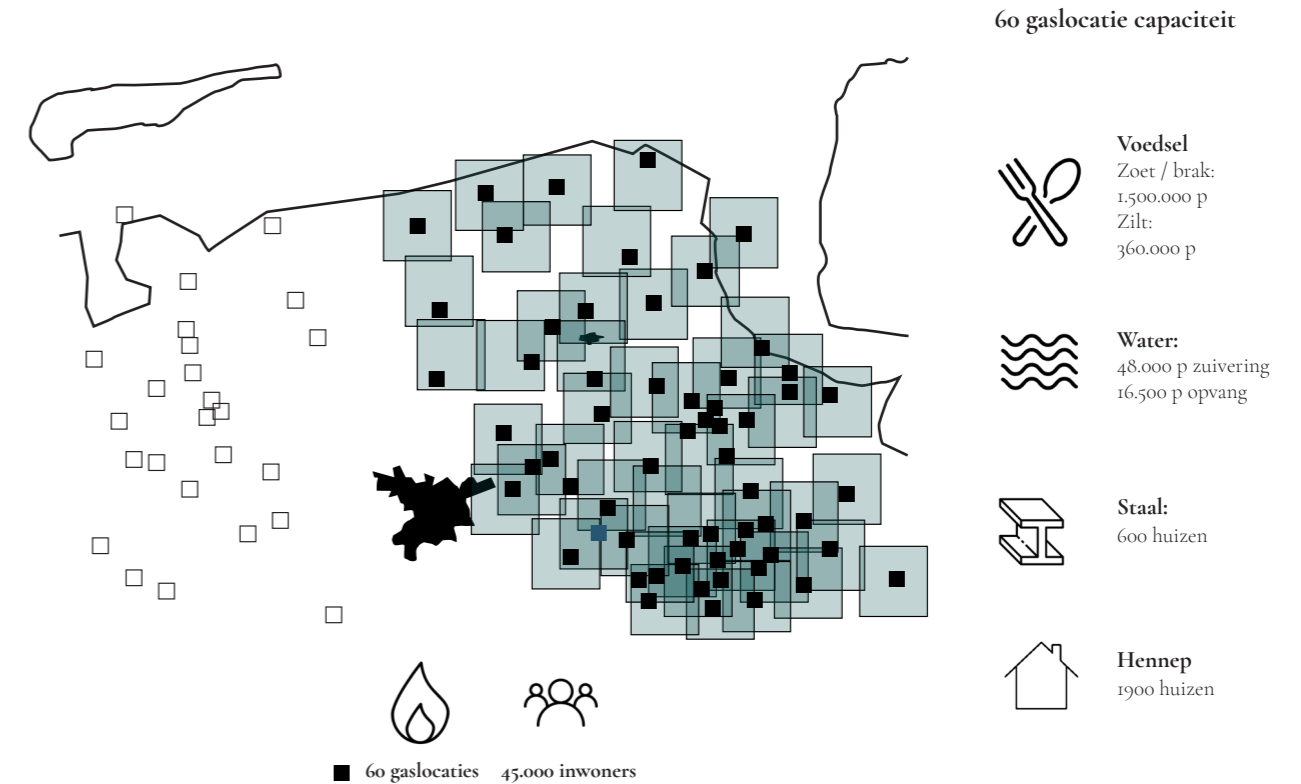 60 gaslocatie capaciteit
Voedsel
Zoet / brak:
1.500.000 p
Zilt:
360.000 p
Water:
48.000 p zuivering
16.500 p opvang
Staal:
600 huizen
Hennep
1900 huizen
60 gaslocaties 45.000 inwoners